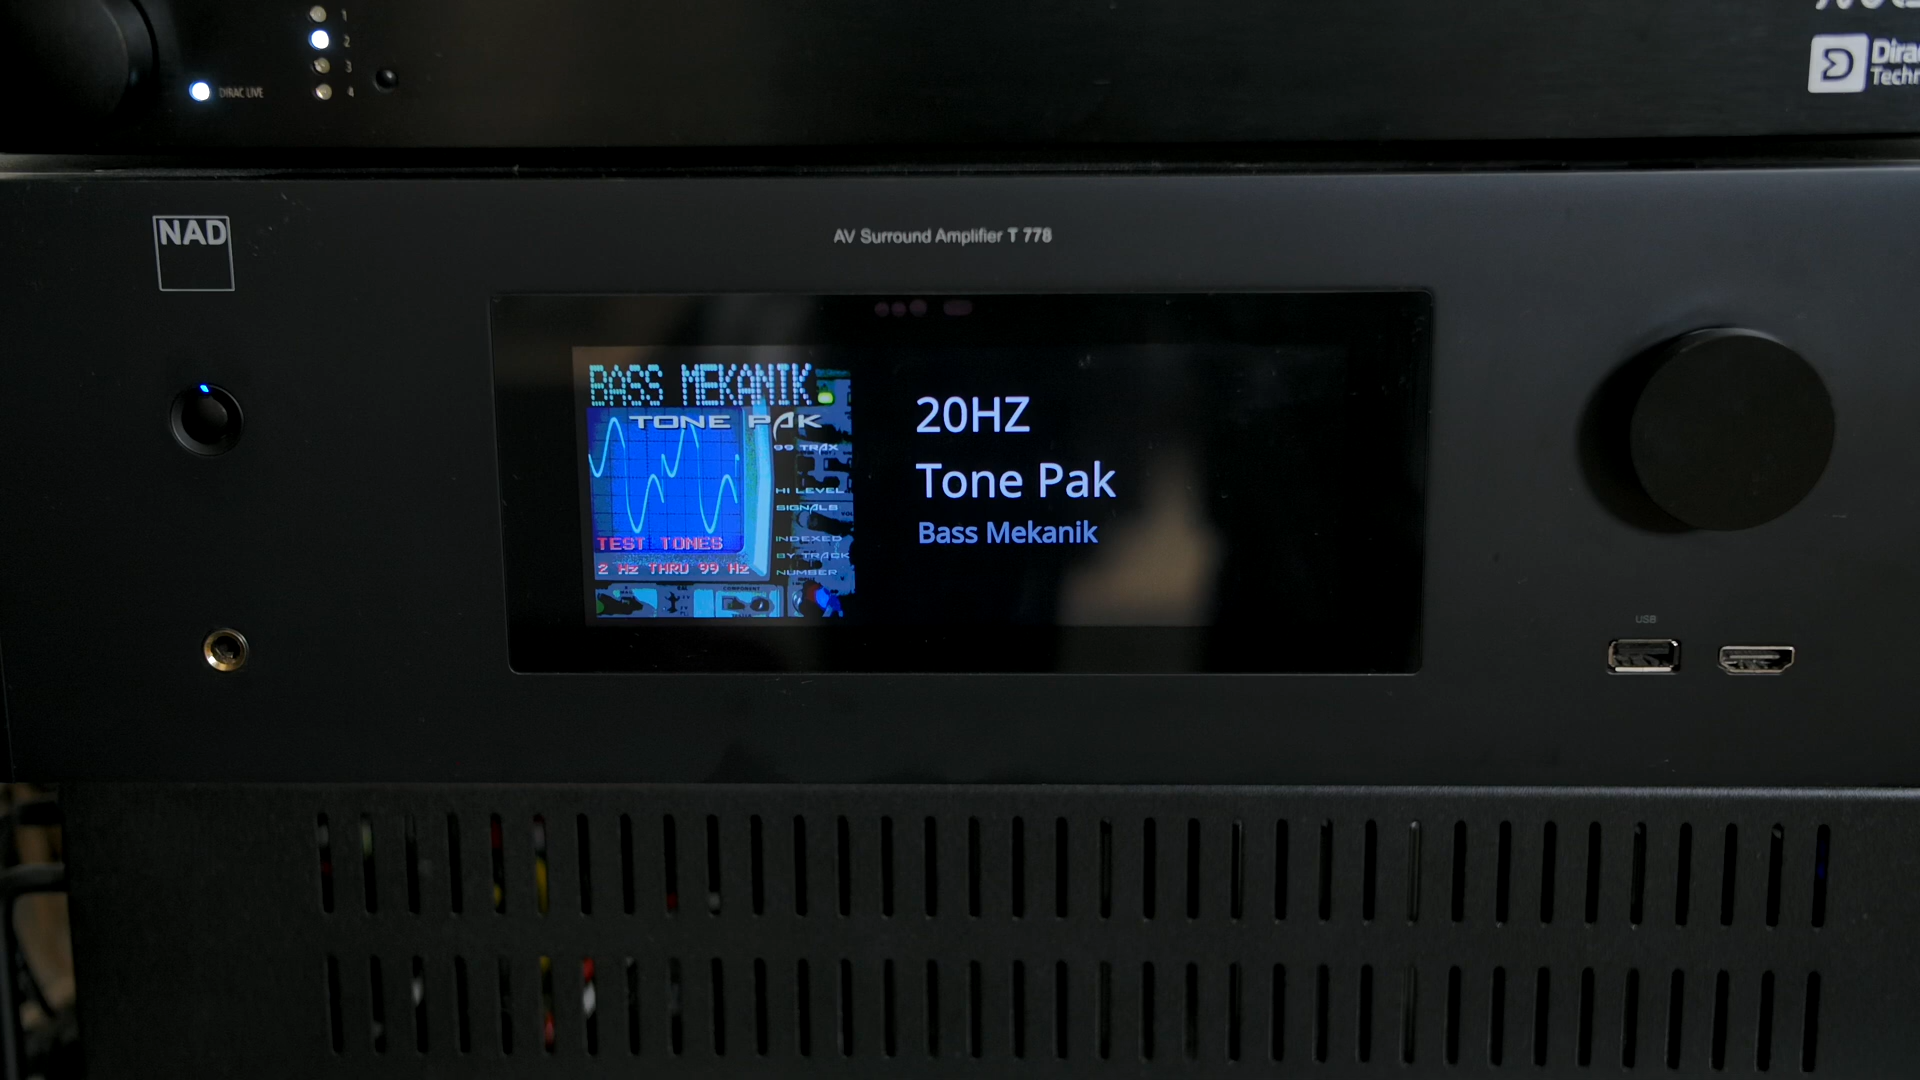 1
2
3
4
DIRAC LIVE
NAD
AV Surround Amplifier T 778
BASS MEKANIK
TONE PAK
99 TRAX
HI LEVEL
SIGNALS
INDEXED
BY TRACK
NUMBER
TEST TONES
2 Hz THRU 99 Hz
20HZ
Tone Pak
Bass Mekanik
USB